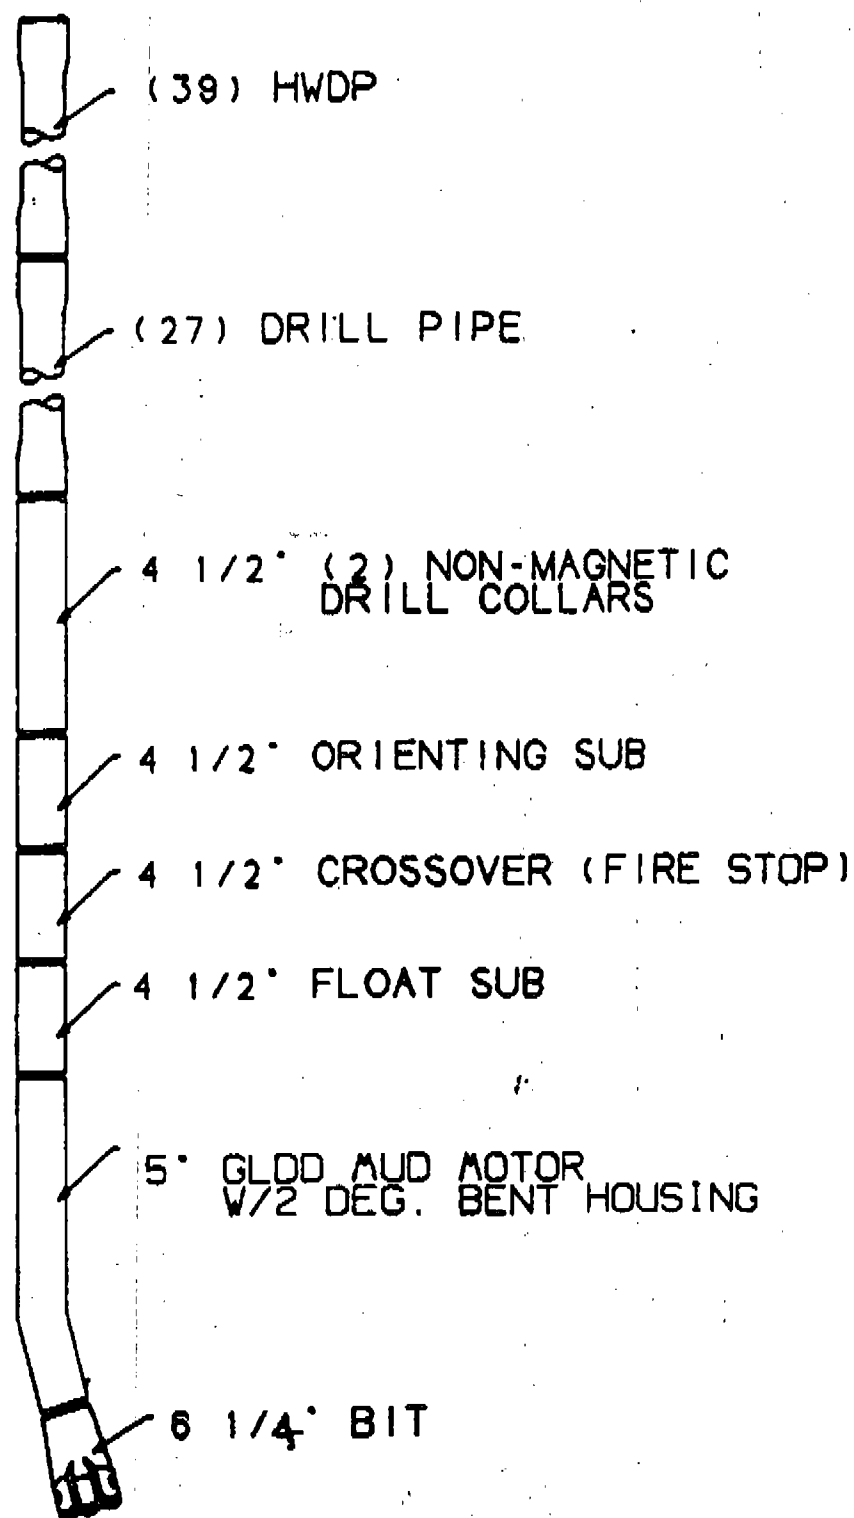 (39) HWDP
(27) DRILL PIPE
4 1/2" (2) NON-MAGNETIC
DRILL COLLARS
4 1/2" ORIENTING SUB
4 1/2" CROSSOVER (FIRE STOP)
4 1/2" FLOAT SUB
5" GLDD MUD MOTOR
W/2 DEG. BENT HOUSING
6 1/4" BIT